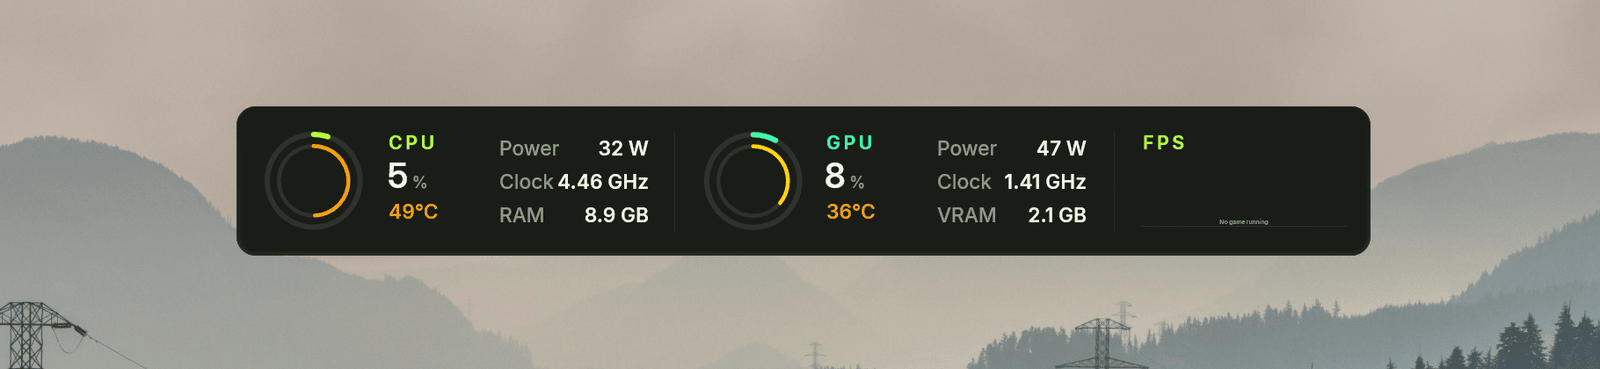 CPU
5 %
49°C
Power 32 W
Clock 4.46 GHz
RAM 8.9 GB
GPU
8 %
36°C
Power 47 W
Clock 1.41 GHz
VRAM 2.1 GB
FPS
No game running